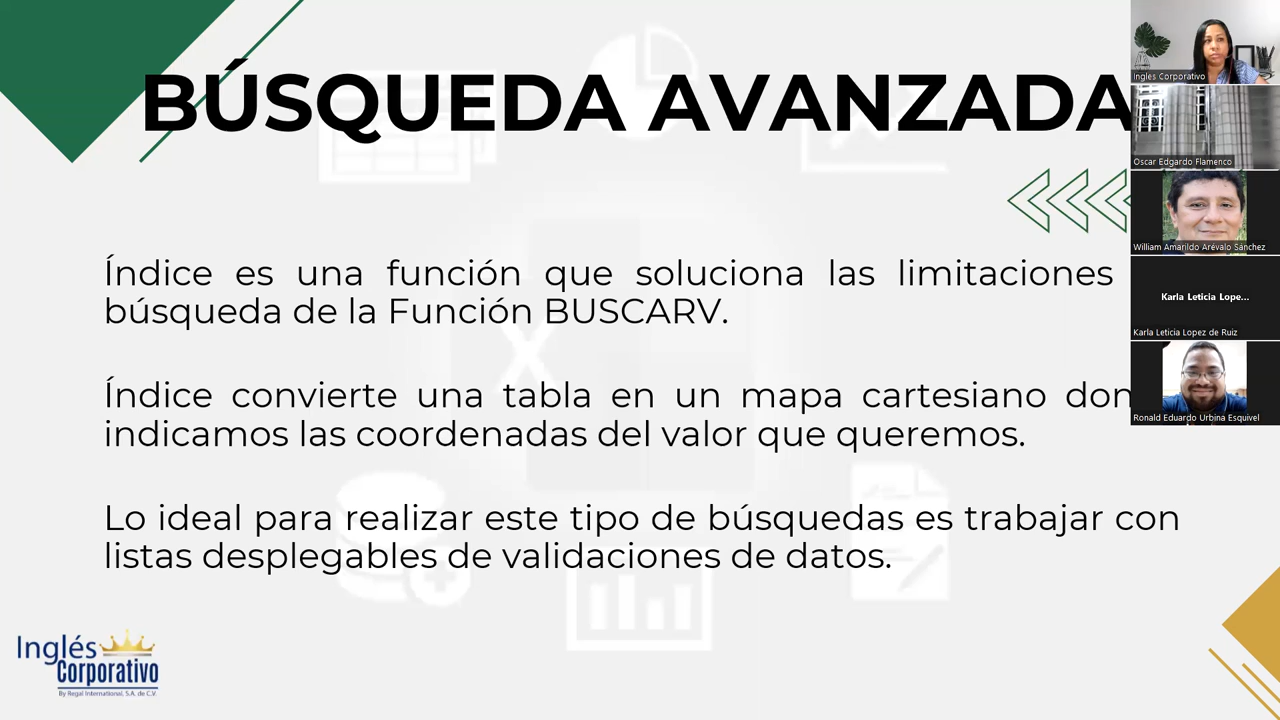 BÚSQUEDA AVANZADA
Índice es una función que soluciona las limitaciones
búsqueda de la Función BUSCARV.
Índice convierte una tabla en un mapa cartesiano don
indicamos las coordenadas del valor que queremos.
Lo ideal para realizar este tipo de búsquedas es trabajar con
listas desplegables de validaciones de datos.
Inglés
Corporativo
By Regal International, S.A. de C.V.
Ingles Corporativo
Oscar Edgardo Flamenco
William Amarildo Arévalo Sánchez
Karla Leticia Lope...
Karla Leticia Lopez de Ruiz
Ronald Eduardo Urbina Esquivel